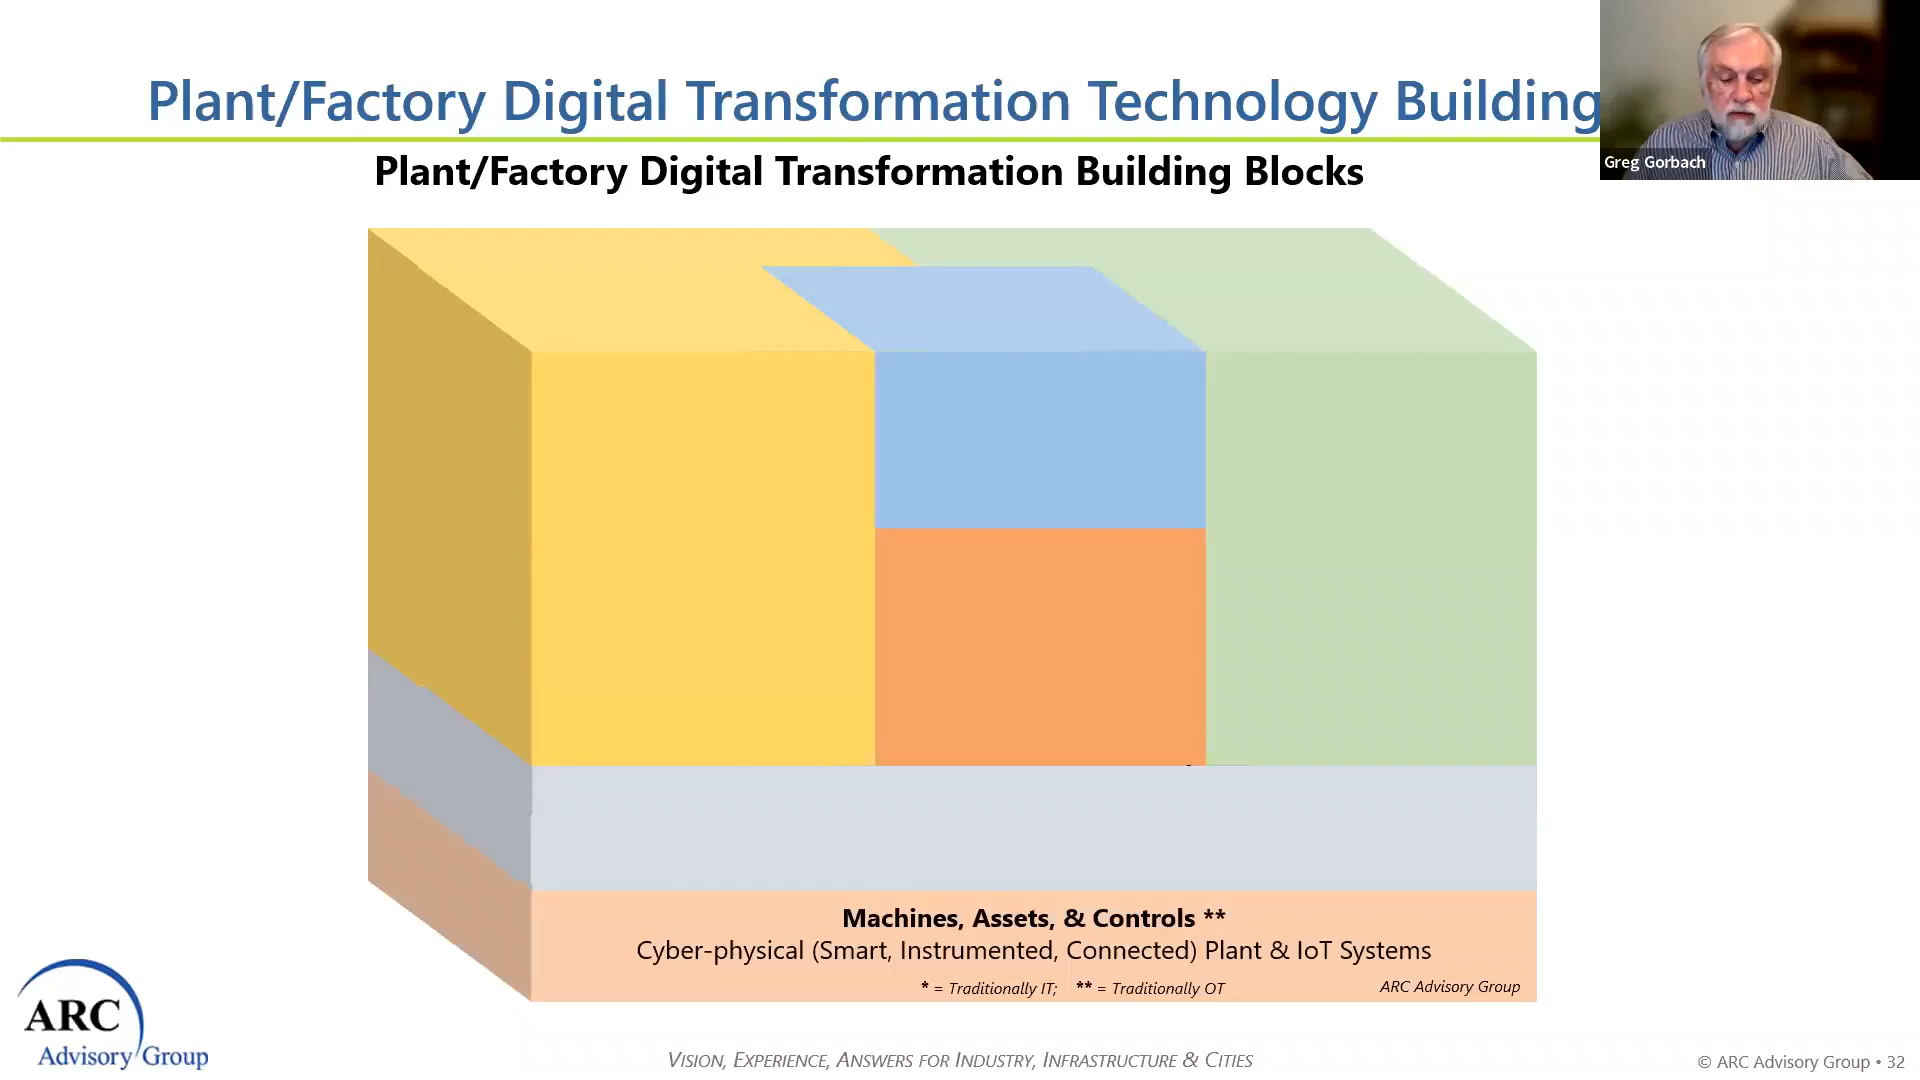 Plant/Factory Digital Transformation Technology Building
Greg Gorbach
Plant/Factory Digital Transformation Building Blocks
Machines, Assets, & Controls **
Cyber-physical (Smart, Instrumented, Connected) Plant & IoT Systems
* = Traditionally IT; ** = Traditionally OT
ARC Advisory Group
ARC
Advisory Group
VISION, EXPERIENCE, ANSWERS FOR INDUSTRY, INFRASTRUCTURE & CITIES
© ARC Advisory Group • 32